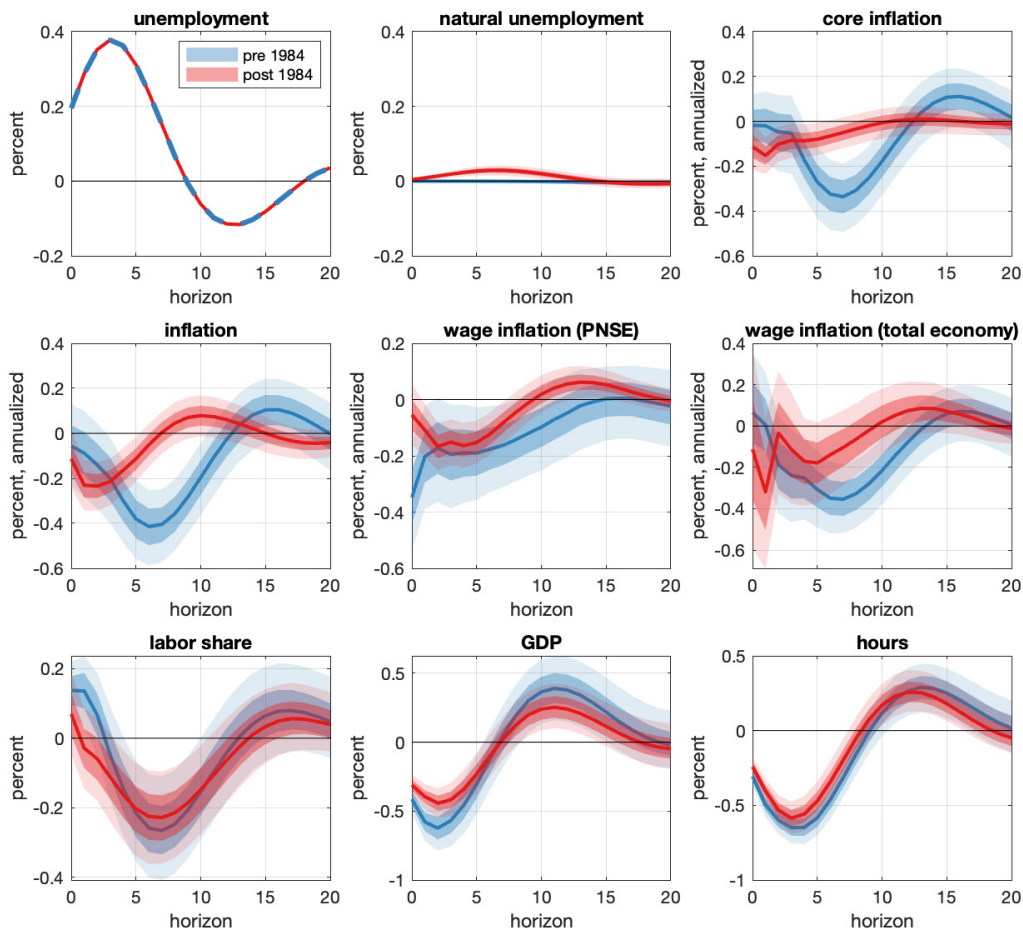 unemployment
0.4
0.2
0
-0.2
percent
pre 1984
post 1984
0 5 10 15 20
horizon
natural unemployment
0.4
0.2
0
-0.2
percent
0 5 10 15 20
horizon
core inflation
0.4
0.2
0
-0.2
-0.4
-0.6
percent, annualized
0 5 10 15 20
horizon
inflation
0.4
0.2
0
-0.2
-0.4
-0.6
percent, annualized
0 5 10 15 20
horizon
wage inflation (PNSE)
0.2
0
-0.2
-0.4
-0.6
percent, annualized
0 5 10 15 20
horizon
wage inflation (total economy)
0.4
0.2
0
-0.2
-0.4
-0.6
percent, annualized
0 5 10 15 20
horizon
labor share
0.2
0
-0.2
-0.4
percent
0 5 10 15 20
horizon
GDP
0.5
0
-1
percent
0 5 10 15 20
horizon
hours
0.5
0
-0.5
-1
percent
0 5 10 15 20
horizon